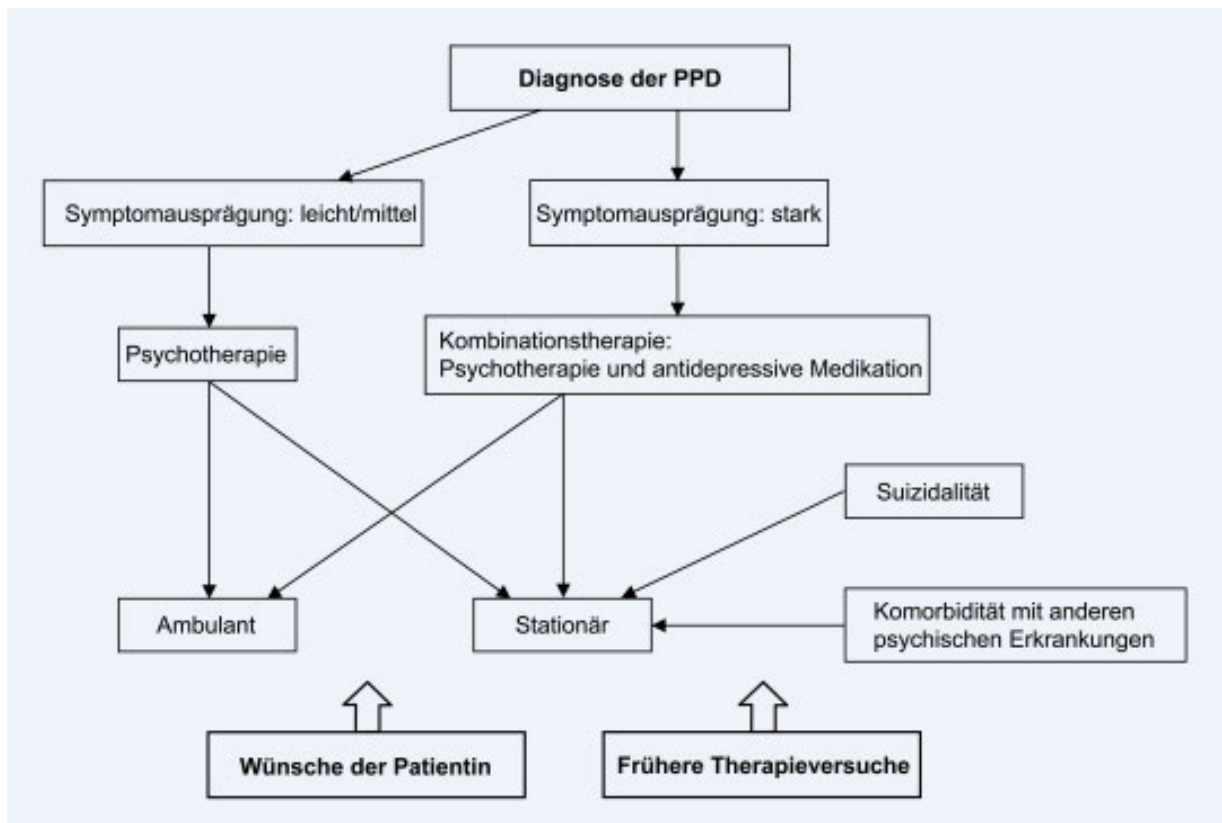 Diagnose der PPD
Symptomausprägung: leicht/mittel
Symptomausprägung: stark
Psychotherapie
Kombinationstherapie:
Psychotherapie und antidepressive Medikation
Suizidalität
Ambulant
Stationär
Komorbidität mit anderen
psychischen Erkrankungen
Wünsche der Patientin
Frühere Therapieversuche